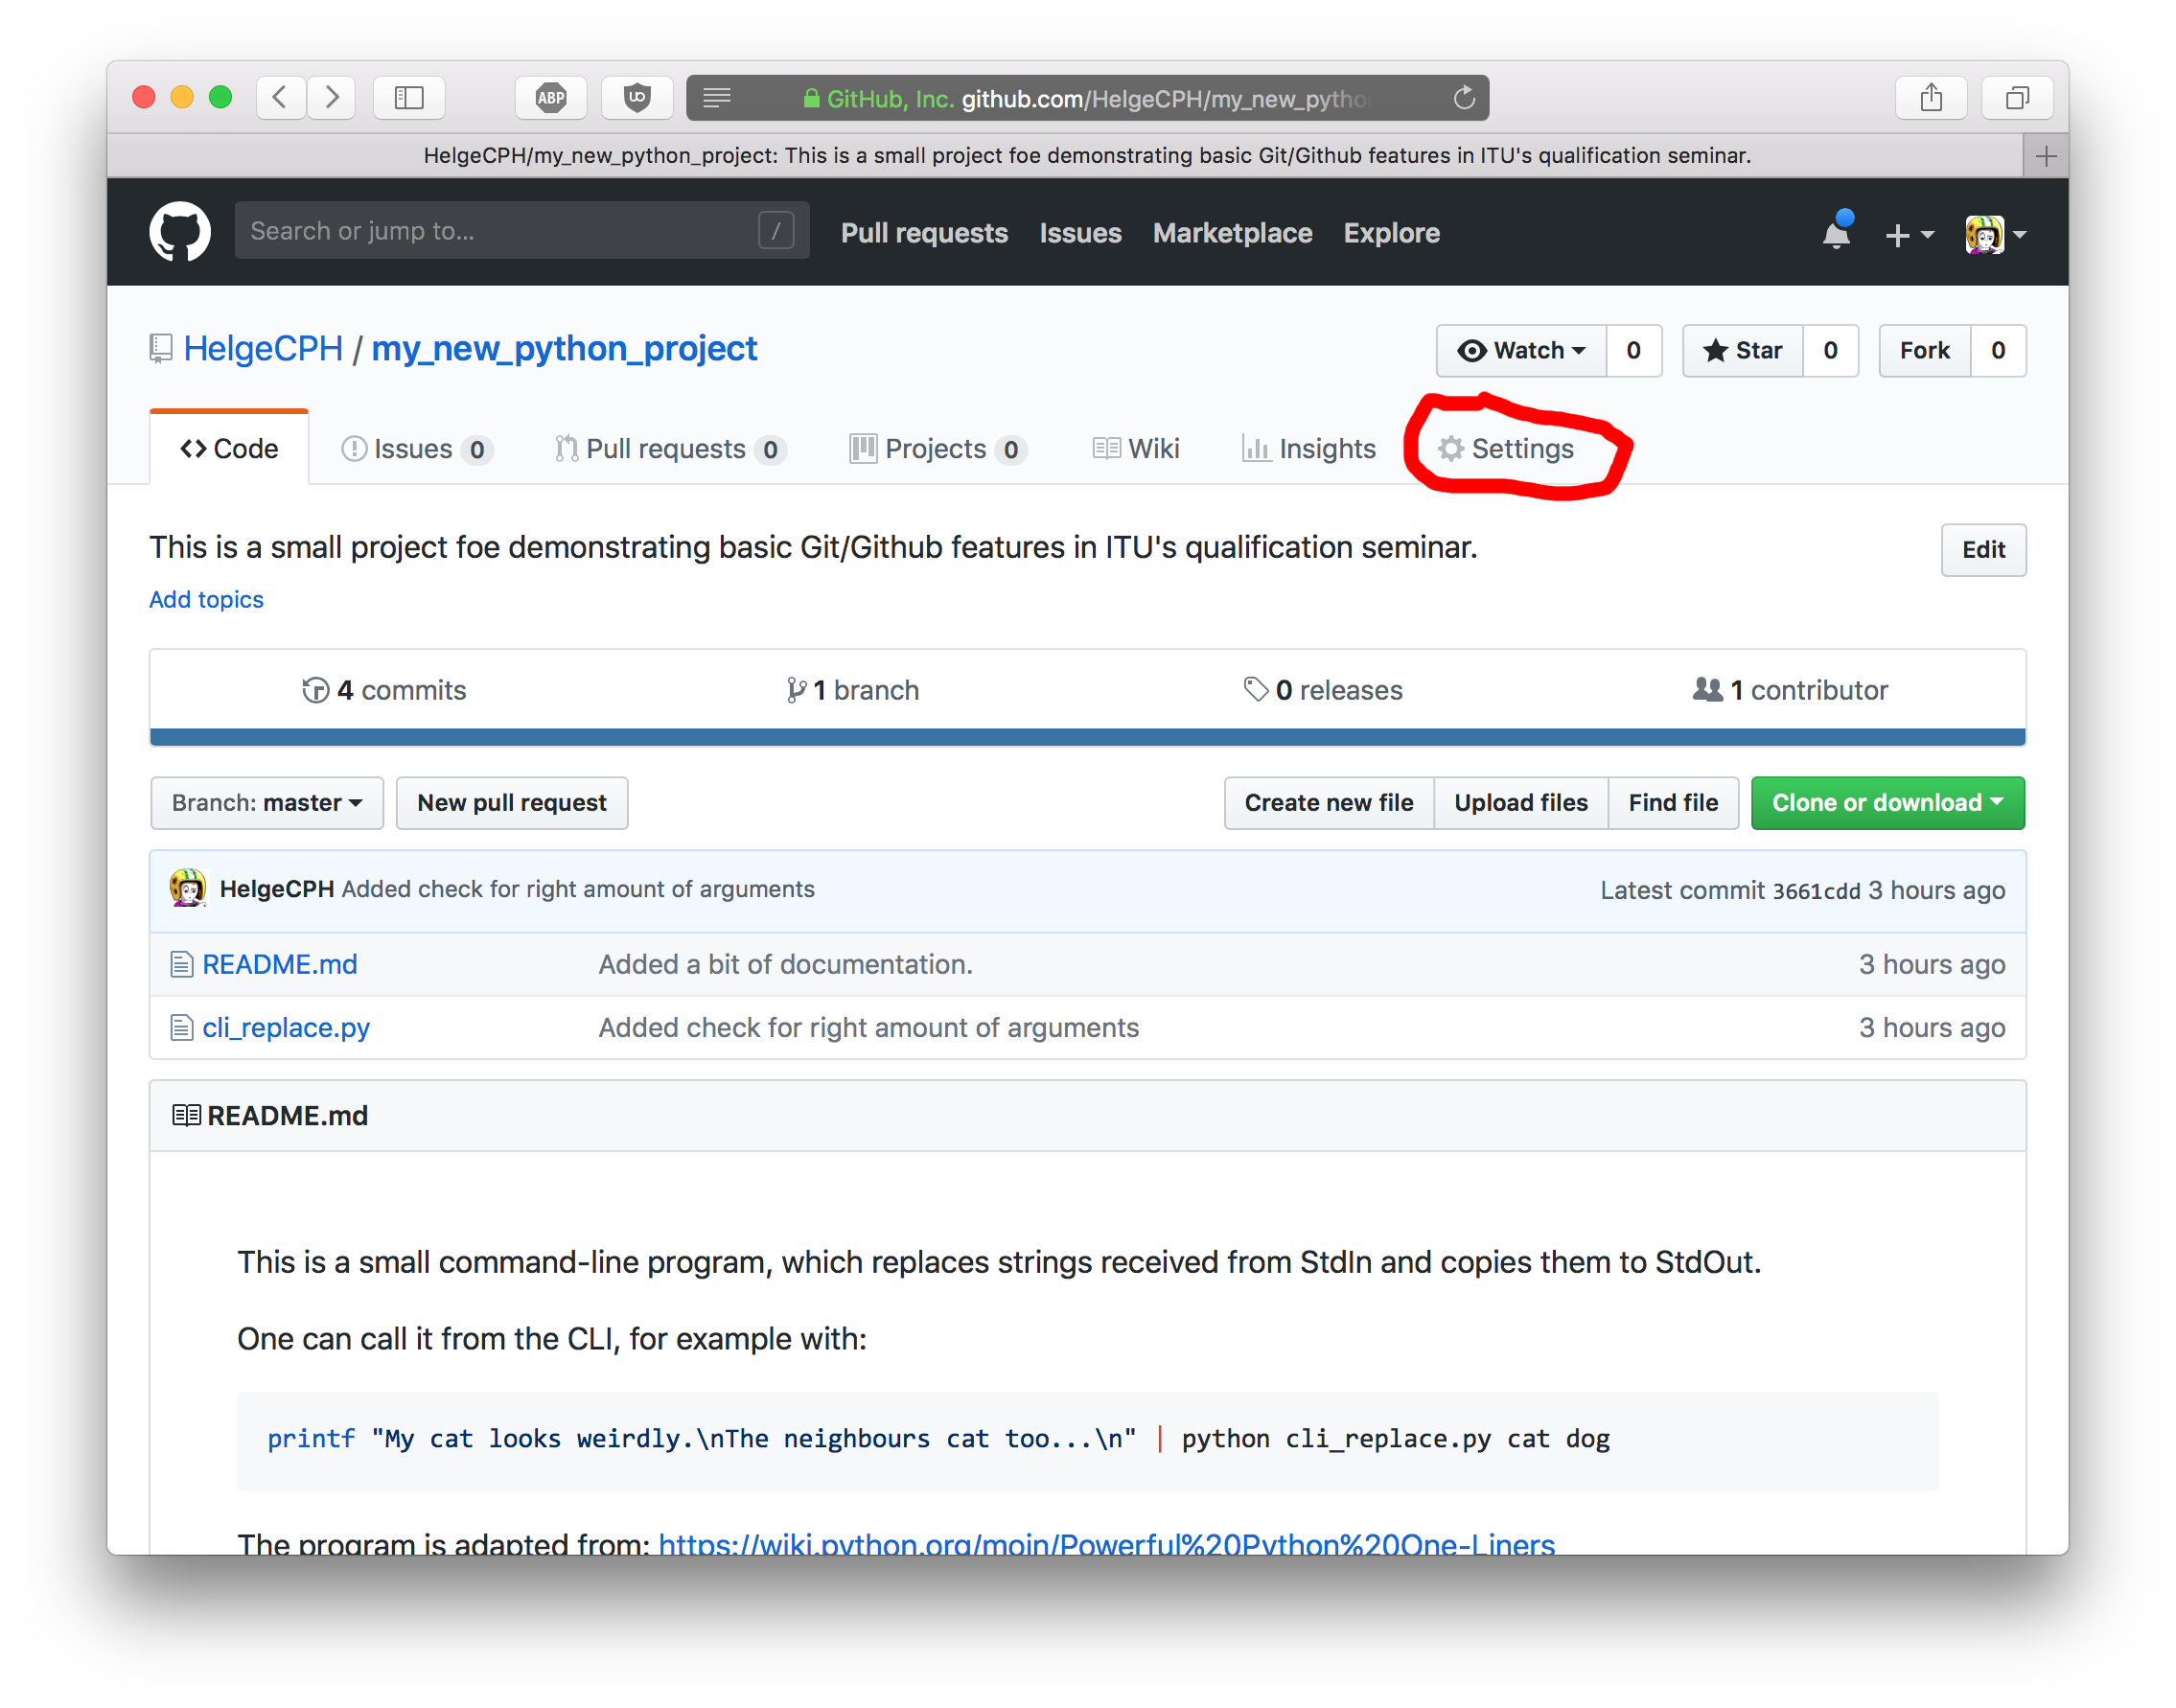 ABP UO GitHub, Inc. github.com/HelgeCPH/my_new_pytho
HelgeCPH/my_new_python_project: This is a small project foe demonstrating basic Git/Github features in ITU's qualification seminar.
Search or jump to... / Pull requests Issues Marketplace Explore
HelgeCPH / my_new_python_project Watch 0 Star 0 Fork 0
Code Issues 0 Pull requests 0 Projects 0 Wiki Insights Settings
This is a small project foe demonstrating basic Git/Github features in ITU's qualification seminar. Edit
Add topics
4 commits 1 branch 0 releases 1 contributor
Branch: master New pull request Create new file Upload files Find file Clone or download
HelgeCPH Added check for right amount of arguments Latest commit 3661cdd 3 hours ago
README.md Added a bit of documentation. 3 hours ago
cli_replace.py Added check for right amount of arguments 3 hours ago
README.md
This is a small command-line program, which replaces strings received from StdIn and copies them to StdOut.
One can call it from the CLI, for example with:
printf "My cat looks weirdly.\nThe neighbours cat too...\n" | python cli_replace.py cat dog
The program is adapted from: https://wiki.python.org/moin/Powerful%20Python%20One-Liners